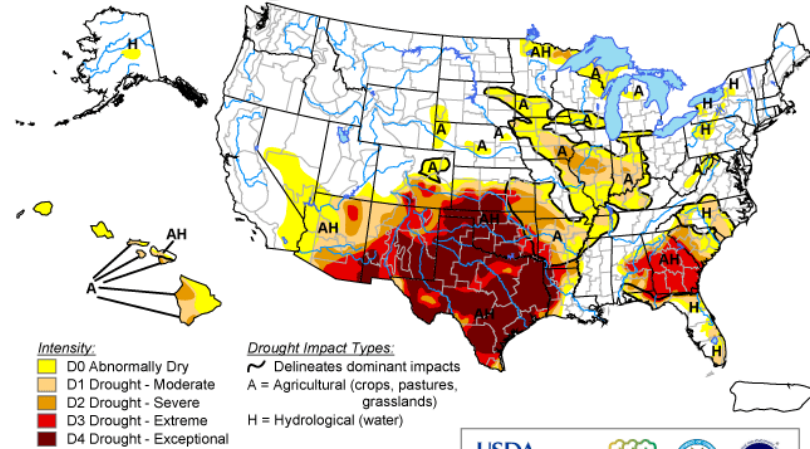 H
AH
A
A
H
H
A
A
A
A
H
A
A
A
A
H
AH
AH
AH
A
AH
A
H
AH
H
H
Intensity:
D0 Abnormally Dry
D1 Drought - Moderate
D2 Drought - Severe
D3 Drought - Extreme
D4 Drought - Exceptional
Drought Impact Types:
Delineates dominant impacts
A = Agricultural (crops, pastures,
grasslands)
H = Hydrological (water)
USDA